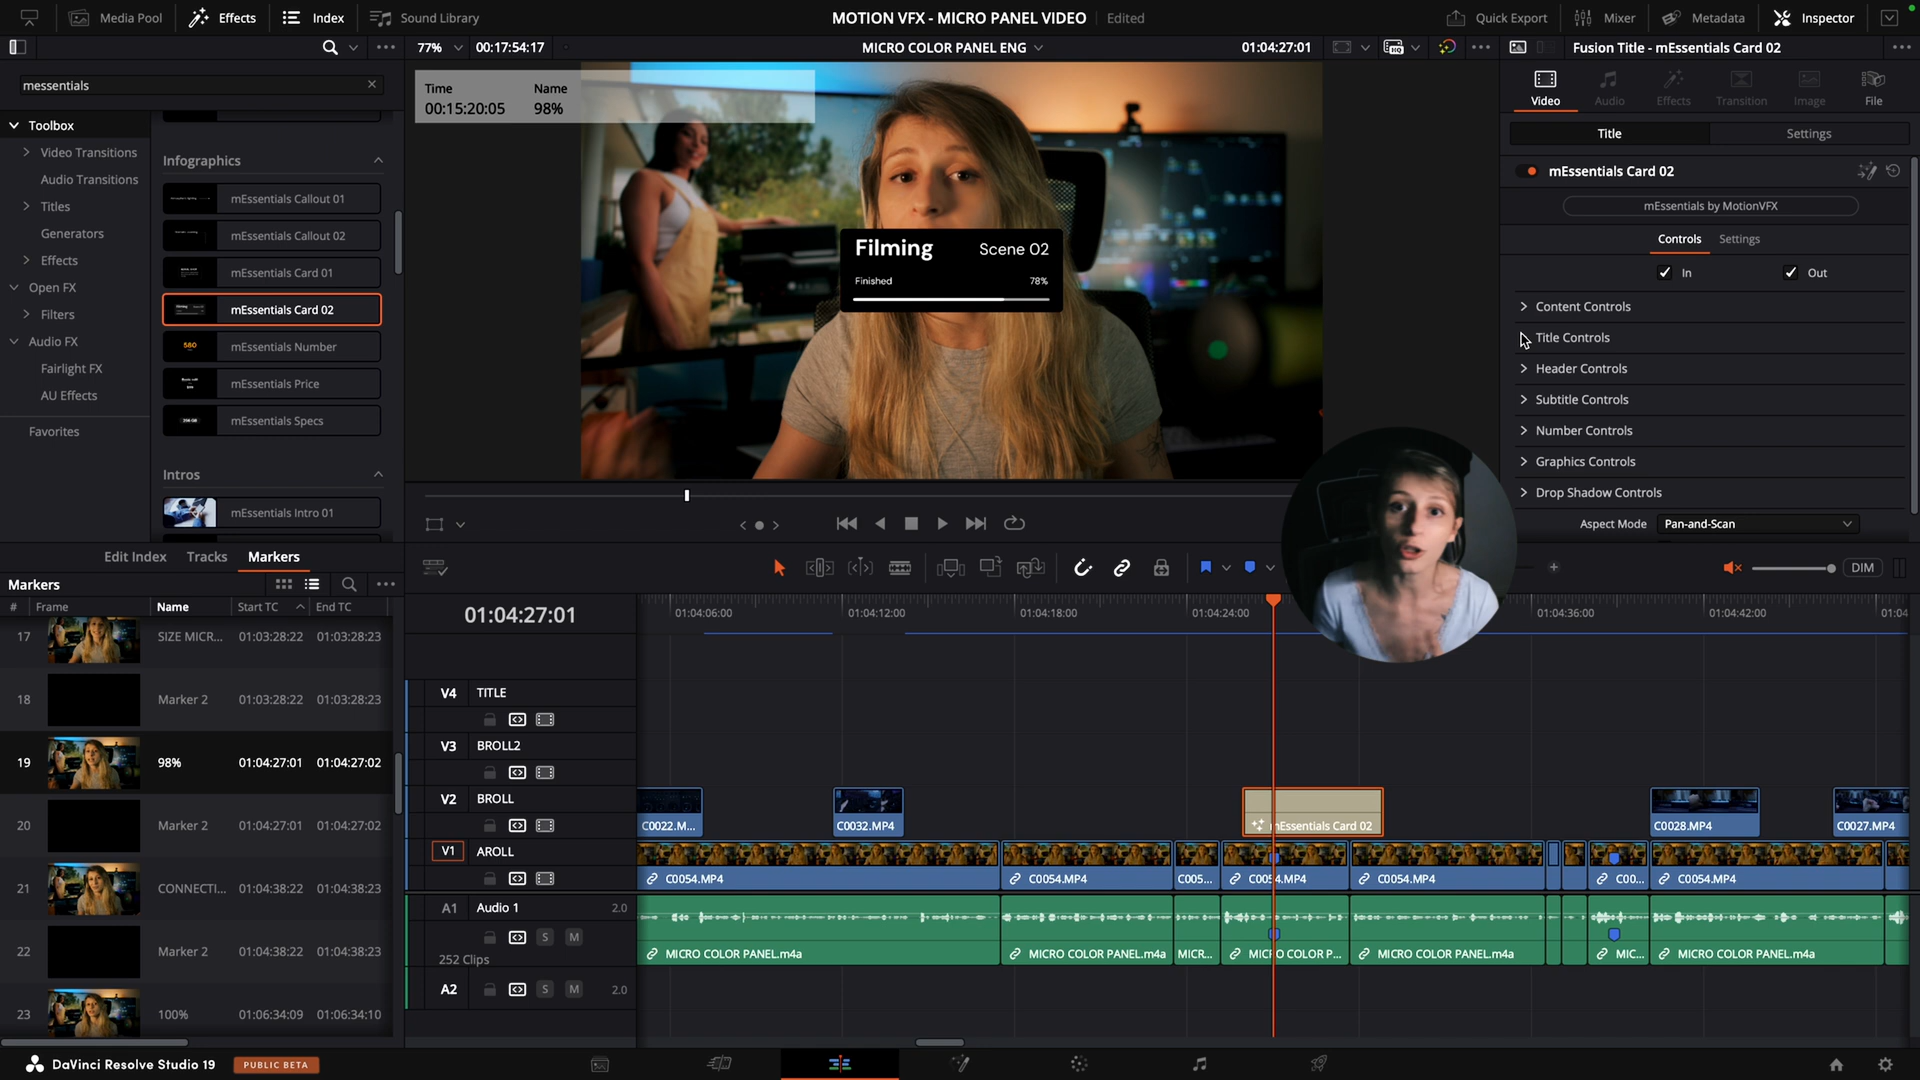 Media Pool
Effects
Index
Sound Library
MOTION VFX - MICRO PANEL VIDEO
Edited
Quick Export
Mixer
Metadata
Inspector
77%
00:17:54:17
MICRO COLOR PANEL ENG
01:04:27:01
Fusion Title - mEssentials Card 02
messentials
Toolbox
Video Transitions
Audio Transitions
Titles
Generators
Effects
Open FX
Filters
Audio FX
Fairlight FX
AU Effects
Favorites
Infographics
mEssentials Callout 01
mEssentials Callout 02
mEssentials Card 01
mEssentials Card 02
mEssentials Number
mEssentials Price
mEssentials Specs
Intros
mEssentials Intro 01
Time
00:15:20:05
Name
98%
Filming
Scene 02
Finished
78%
Video
Audio
Effects
Transition
Image
File
Title
Settings
mEssentials Card 02
mEssentials by MotionVFX
Controls
Settings
In
Out
Content Controls
Title Controls
Header Controls
Subtitle Controls
Number Controls
Graphics Controls
Drop Shadow Controls
Aspect Mode
Pan-and-Scan
Edit Index
Tracks
Markers
Markers
# Frame Name Start TC End TC
17 SIZE MICR... 01:03:28:22 01:03:28:23
18 Marker 2 01:03:28:22 01:03:28:23
19 98% 01:04:27:01 01:04:27:02
20 Marker 2 01:04:27:01 01:04:27:02
21 CONNECTI... 01:04:38:22 01:04:38:23
22 Marker 2 01:04:38:22 01:04:38:23
23 100% 01:06:34:09 01:06:34:10
DIM
01:04:27:01
01:04:06:00
01:04:12:00
01:04:18:00
01:04:24:00
01:04:36:00
01:04:42:00
01:04
V4 TITLE
V3 BROLL2
V2 BROLL
C0022.M...
C0032.MP4
mEssentials Card 02
C0028.MP4
C0027.MP4
V1 AROLL
C0054.MP4
C0054.MP4
C005...
C0054.MP4
C0054.MP4
C00...
C0054.MP4
A1 Audio 1 2.0
S M
252 Clips
MICRO COLOR PANEL.m4a
MICRO COLOR PANEL.m4a
MICR...
MICRO COLOR P...
MICRO COLOR PANEL.m4a
MIC...
MICRO COLOR PANEL.m4a
A2 S M 2.0
DaVinci Resolve Studio 19
PUBLIC BETA